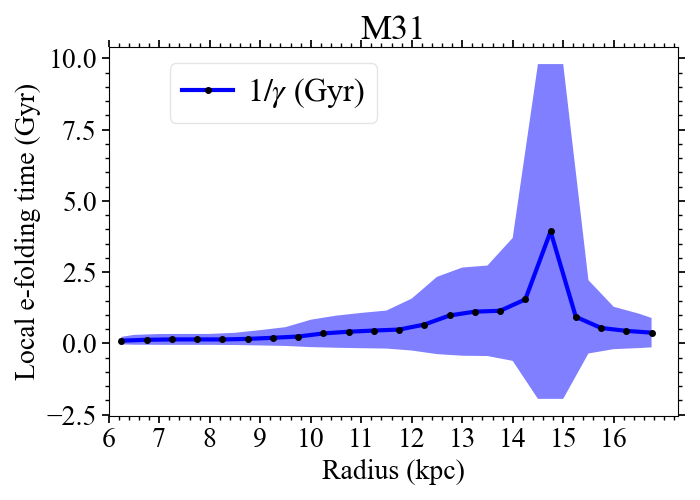 M31
1/γ (Gyr)
Local e-folding time (Gyr)
10.0
7.5
5.0
2.5
0.0
−2.5
6 7 8 9 10 11 12 13 14 15 16
Radius (kpc)